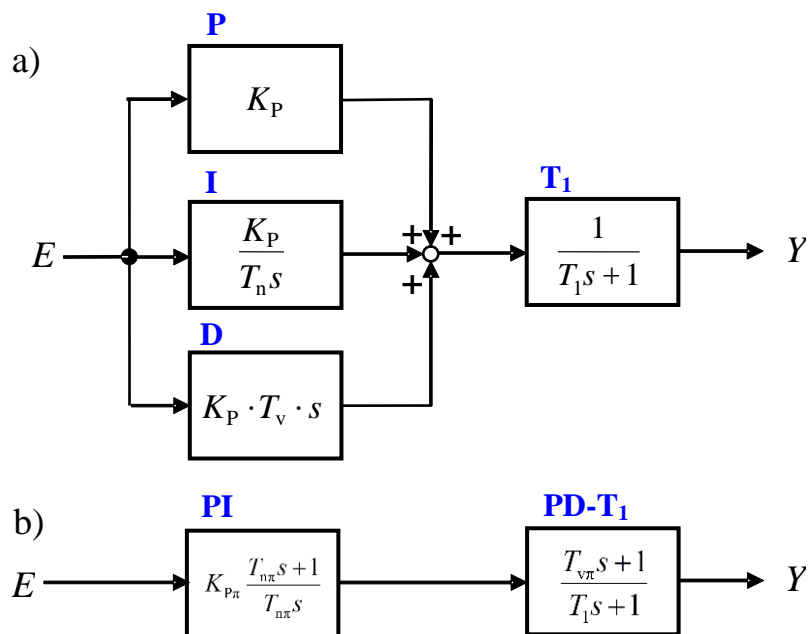 a)
P
K_P
I
K_P / T_n s
D
K_P · T_v · s
E
+ +
+
T_1
1 / T_1 s + 1
Y
b)
PI
K_Pπ T_nπ s + 1 / T_nπ s
PD-T_1
T_vπ s + 1 / T_1 s + 1
E
Y